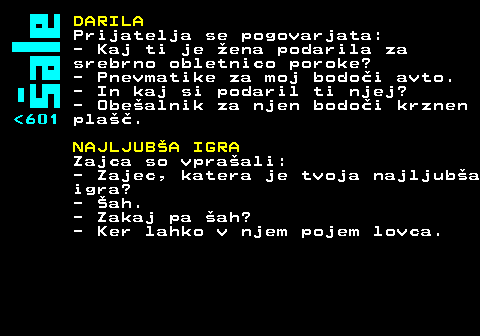 šale
<601
DARILA
Prijatelja se pogovarjata:
- Kaj ti je žena podarila za
srebrno obletnico poroke?
- Pnevmatike za moj bodoči avto.
- In kaj si podaril ti njej?
- Obešalnik za njen bodoči krznen
plašč.
NAJLJUBŠA IGRA
Zajca so vprašali:
- Zajec, katera je tvoja najljubša
igra?
- Šah.
- Zakaj pa šah?
- Ker lahko v njem pojem lovca.